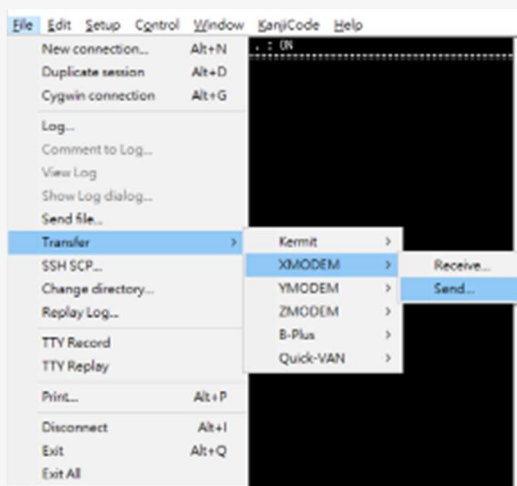 File Edit Setup Control Window KanjiCode Help
New connection... Alt+N
Duplicate session Alt+D
Cygwin connection Alt+G
Log...
Comment to Log...
View Log
Show Log dialog...
Send file...
Transfer >
SSH SCP...
Change directory...
Replay Log...
TTY Record
TTY Replay
Print... Alt+P
Disconnect Alt+I
Exit Alt+Q
Exit All
. : ON
Kermit >
XMODEM >
YMODEM >
ZMODEM >
B-Plus >
Quick-VAN >
Receive...
Send...